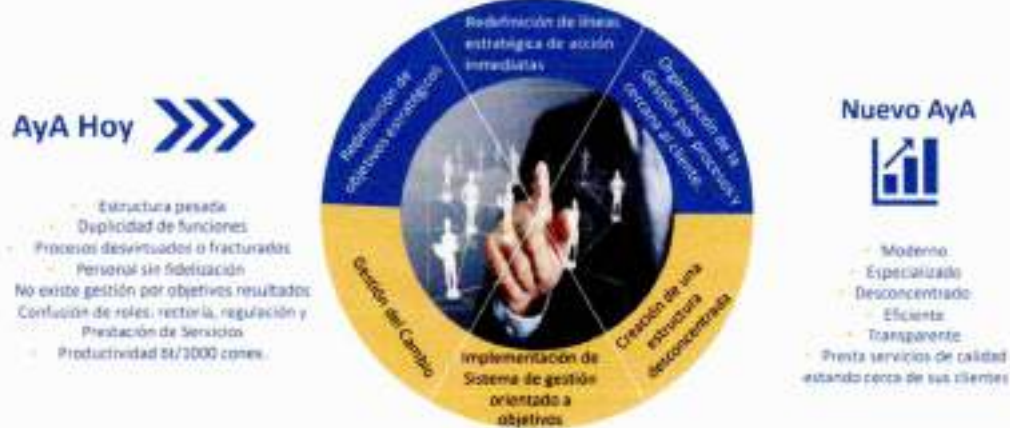 AyA Hoy
Estructura pesada
Duplicidad de funciones
Procesos desvirtuados o fracturados
Personal sin fidelización
No existe gestión por objetivos resultados
Confusión de roles: rectoría, regulación y
Prestación de Servicios
Productividad 6t/1000 conex.
Redefinición de líneas
estratégica de acción
inmediatas
Organización de la
Gestión por procesos y
cercana al cliente.
Redefinición de
objetivos estratégicos
Gestión del Cambio
Implementación de
Sistema de gestión
orientado a
objetivos
Creación de una
estructura
desconcentrada
Nuevo AyA
Moderno
Especializado
Desconcentrado
Eficiente
Transparente
Presta servicios de calidad
estando cerca de sus clientes